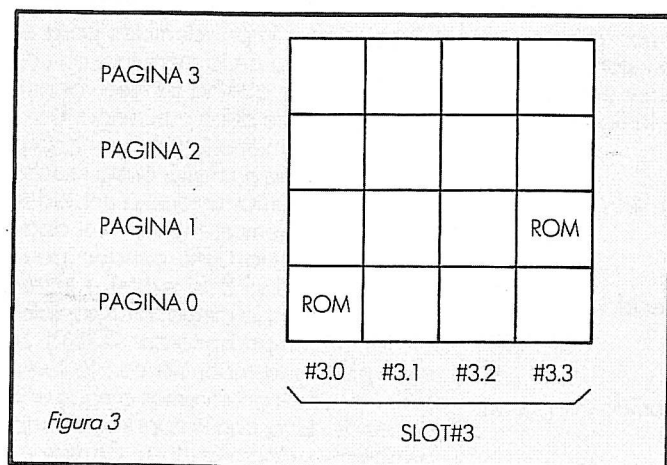 PAGINA 3
PAGINA 2
PAGINA 1 ROM
PAGINA 0 ROM
#3.0 #3.1 #3.2 #3.3
Figura 3
SLOT#3